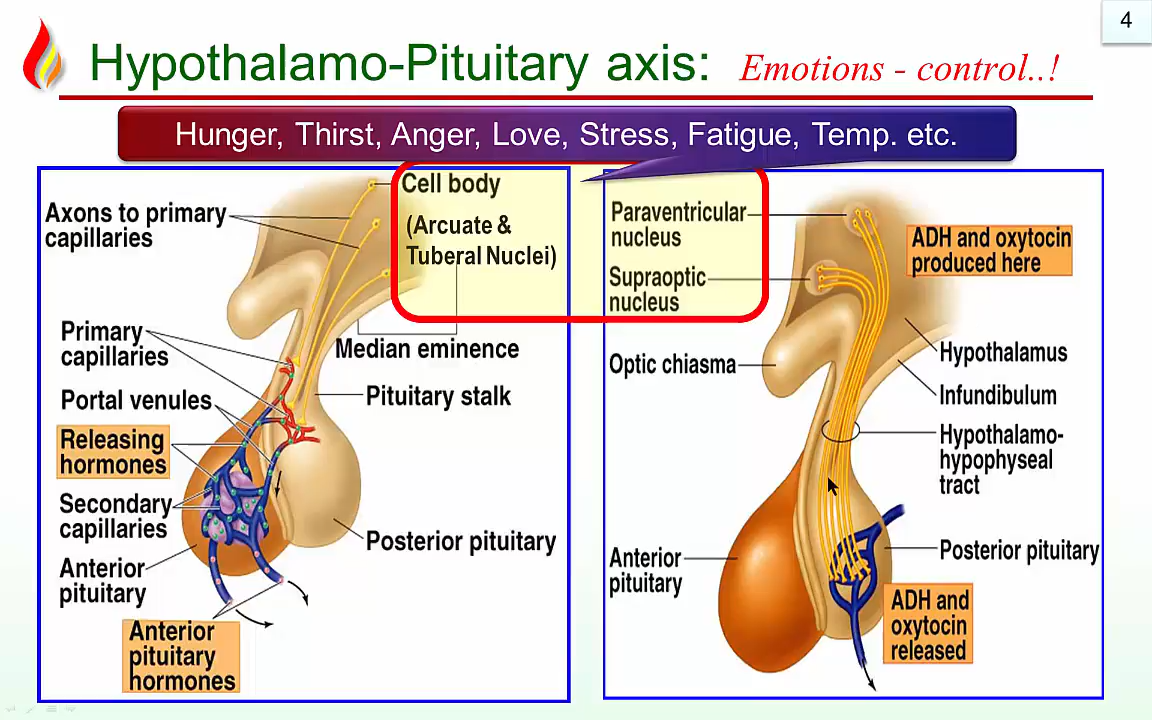 4
Hypothalamo-Pituitary axis: Emotions - control..!
Hunger, Thirst, Anger, Love, Stress, Fatigue, Temp. etc.
Axons to primary
capillaries
Cell body
(Arcuate &
Tuberal Nuclei)
Primary
capillaries
Median eminence
Portal venules
Pituitary stalk
Releasing
hormones
Secondary
capillaries
Posterior pituitary
Anterior
pituitary
Anterior
pituitary
hormones
Paraventricular
nucleus
ADH and oxytocin
produced here
Supraoptic
nucleus
Optic chiasma
Hypothalamus
Infundibulum
Hypothalamo-
hypophyseal
tract
Anterior
pituitary
Posterior pituitary
ADH and
oxytocin
released